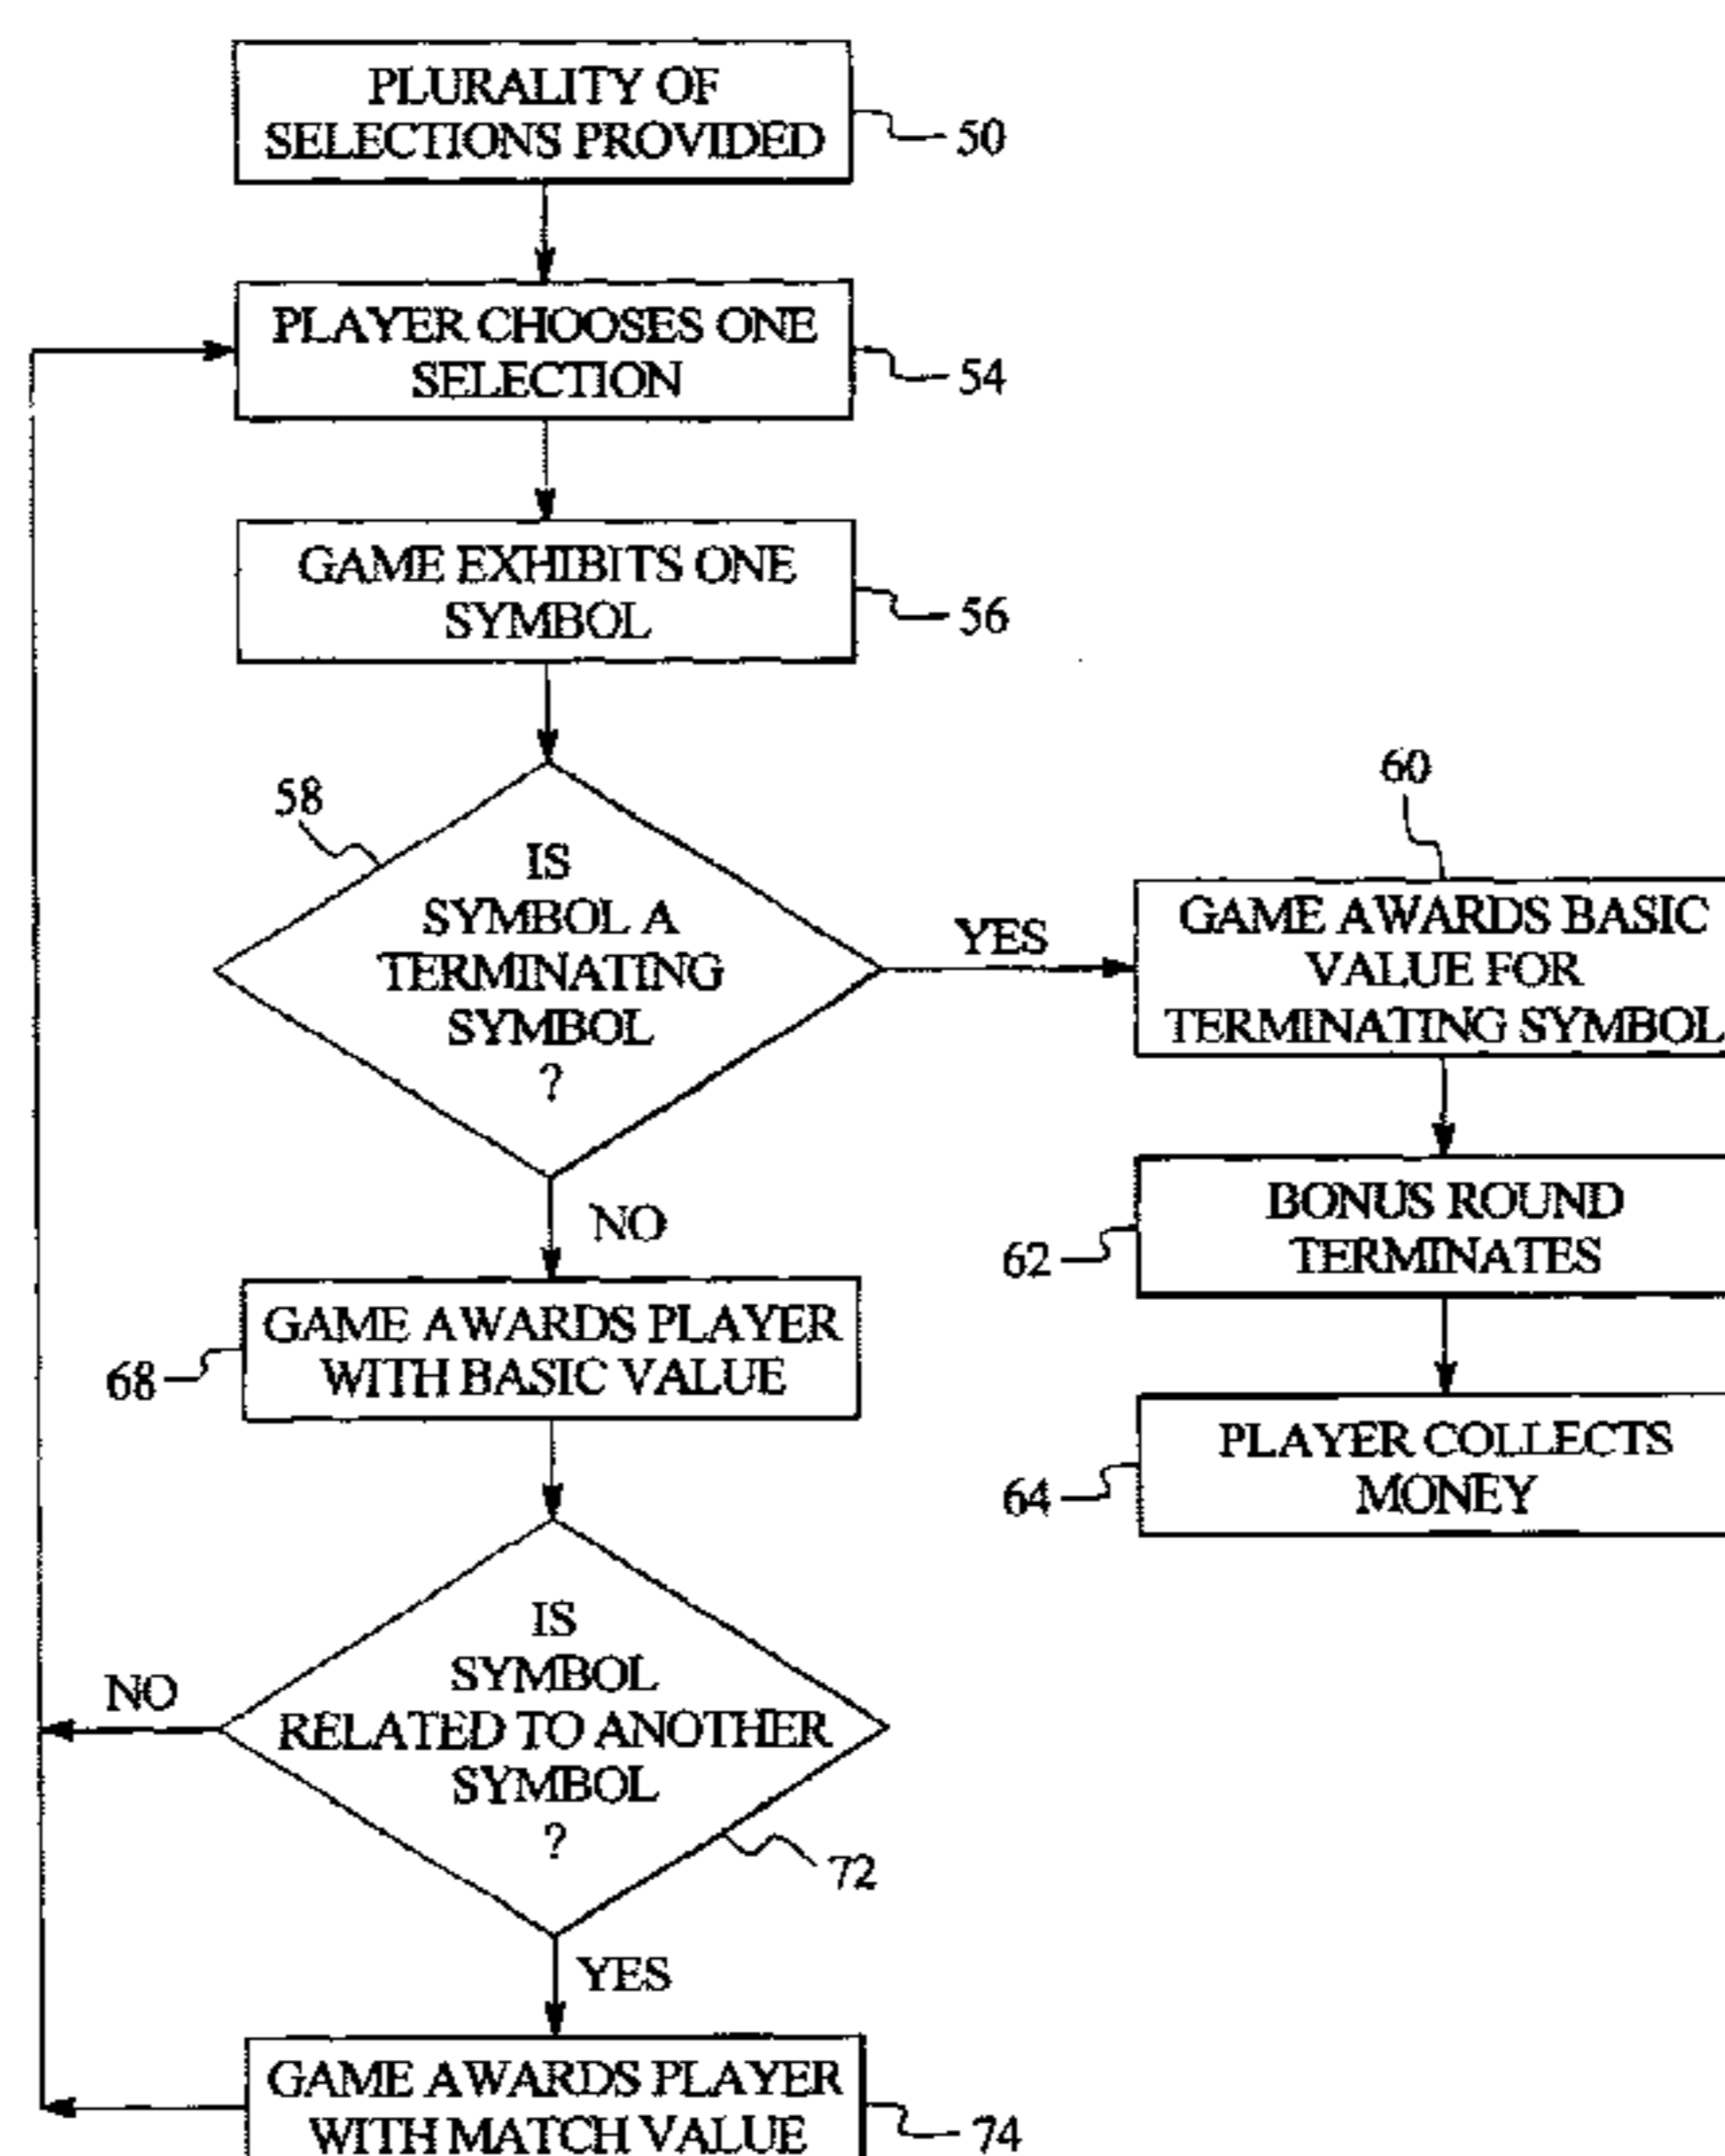 PLURALITY OF
SELECTIONS PROVIDED
50
PLAYER CHOOSES ONE
SELECTION
54
GAME EXHIBITS ONE
SYMBOL
56
58
IS
SYMBOL A
TERMINATING
SYMBOL
?
YES
60
GAME AWARDS BASIC
VALUE FOR
TERMINATING SYMBOL
BONUS ROUND
TERMINATES
62
PLAYER COLLECTS
MONEY
64
NO
GAME AWARDS PLAYER
WITH BASIC VALUE
68
IS
SYMBOL
RELATED TO ANOTHER
SYMBOL
?
72
NO
YES
GAME AWARDS PLAYER
WITH MATCH VALUE
74